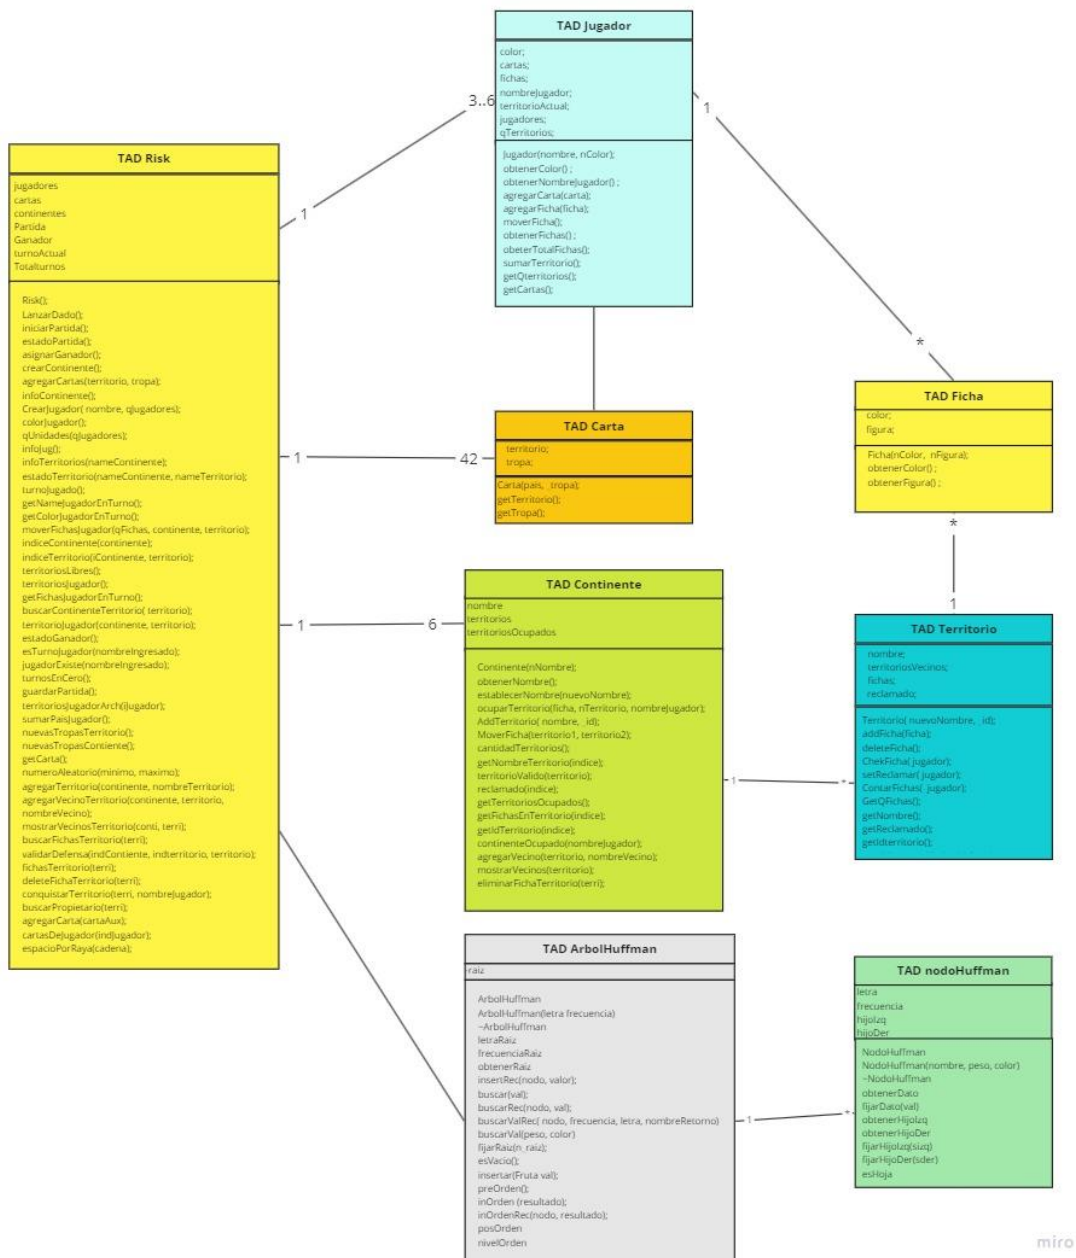 TAD Jugador
color;
cartas;
fichas;
nombreJugador;
territorioActual;
jugadores;
qTerritorios;
Jugador(nombre, nColor);
obtenerColor() ;
obtenerNombreJugador() ;
agregarCarta(carta);
agregarFicha(ficha);
moverFicha();
obtenerFichas() ;
obeterTotalFichas();
sumarTerritorio();
getQterritorios();
getCartas();
3..6
1
1
*
TAD Risk
jugadores
cartas
continentes
Partida
Ganador
turnoActual
Totalturnos
Risk();
LanzarDado();
iniciarPartida();
estadoPartida();
asignarGanador();
crearContinente();
agregarCartas(territorio, tropa);
infoContinente();
CrearJugador( nombre, qJugadores);
colorJugador();
qUnidades(qJugadores);
infoJug();
infoTerritorios(nameContinente);
estadoTerritorio(nameContinente, nameTerritorio);
turnoJugado();
getNameJugadorEnTurno();
getColorJugadorEnTurno();
moverFichasJugador(qFichas, continente, territorio);
indiceContinente(continente);
indiceTerritorio(iContinente, territorio);
territoriosLibres();
territoriosJugador();
getFichasJugadorEnTurno();
buscarContinenteTerritorio( territorio);
territorioJugador(continente, territorio);
estadoGanador();
esTurnoJugador(nombreIngresado);
jugadorExiste(nombreIngresado);
turnosEnCero();
guardarPartida();
territoriosJugadorArch(iJugador);
sumarPaisJugador();
nuevasTropasTerritorio();
nuevasTropasContiente();
getCarta();
numeroAleatorio(minimo, maximo);
agregarTerritorio(continente, nombreTerritorio);
agregarVecinoTerritorio(continente, territorio,
nombreVecino);
mostrarVecinosTerritorio(conti, terri);
buscarFichasTerritorio(terri);
validarDefensa(indContiente, indterritorio, territorio);
fichasTerritorio(terri);
deleteFichaTerritorio(terri);
conquistarTerritorio(terri, nombreJugador);
buscarPropietario(terri);
agregarCarta(cartaAux);
cartasDeJugador(indJugador);
espacioPorRaya(cadena);
TAD Carta
territorio;
tropa;
Carta(pais, _tropa);
getTerritorio();
getTropa();
1
42
TAD Ficha
color;
figura;
Ficha(nColor, nFigura);
obtenerColor() ;
obtenerFigura() ;
*
1
TAD Continente
nombre
territorios
territoriosOcupados
Continente(nNombre);
obtenerNombre();
establecerNombre(nuevoNombre);
ocuparTerritorio(ficha, nTerritorio, nombreJugador);
AddTerritorio( nombre, _id);
MoverFicha(territorio1, territorio2);
cantidadTerritorios();
getNombreTerritorio(indice);
territorioValido(territorio);
reclamado(indice);
getTerritoriosOcupados();
getFichasEnTerritorio(indice);
getIdTerritorio(indice);
continenteOcupado(nombreJugador);
agregarVecino(territorio, nombreVecino);
mostrarVecinos(territorio);
eliminarFichaTerritorio(terri);
1
6
1
*
TAD Territorio
nombre;
territoriosVecinos;
fichas;
reclamado;
Territorio( nuevoNombre, _id);
addFicha(ficha);
deleteFicha();
ChekFicha( jugador);
setReclamar( jugador);
ContarFichas( jugador);
GetQFichas();
getNombre();
getReclamado();
getIdterritorio();
TAD ArbolHuffman
-raiz
ArbolHuffman
ArbolHuffman(letra frecuencia)
~ArbolHuffman
letraRaiz
frecuenciaRaiz
obtenerRaiz
insertRec(nodo, valor);
buscar(val);
buscarRec(nodo, val);
buscarValRec( nodo, frecuencia, letra, nombreRetorno)
buscarVal(peso, color)
fijarRaiz(n_raiz);
esVacio();
insertar(Fruta val);
preOrden();
inOrden (resultado);
inOrdenRec(nodo, resultado);
posOrden
nivelOrden
1
*
TAD nodoHuffman
letra
frecuencia
hijoIzq
hijoDer
NodoHuffman
NodoHuffman(nombre, peso, color)
~NodoHuffman
obtenerDato
fijarDato(val)
obtenerHijoIzq
obtenerHijoDer
fijarHijoIzq(sizq)
fijarHijoDer(sder)
esHoja
miro